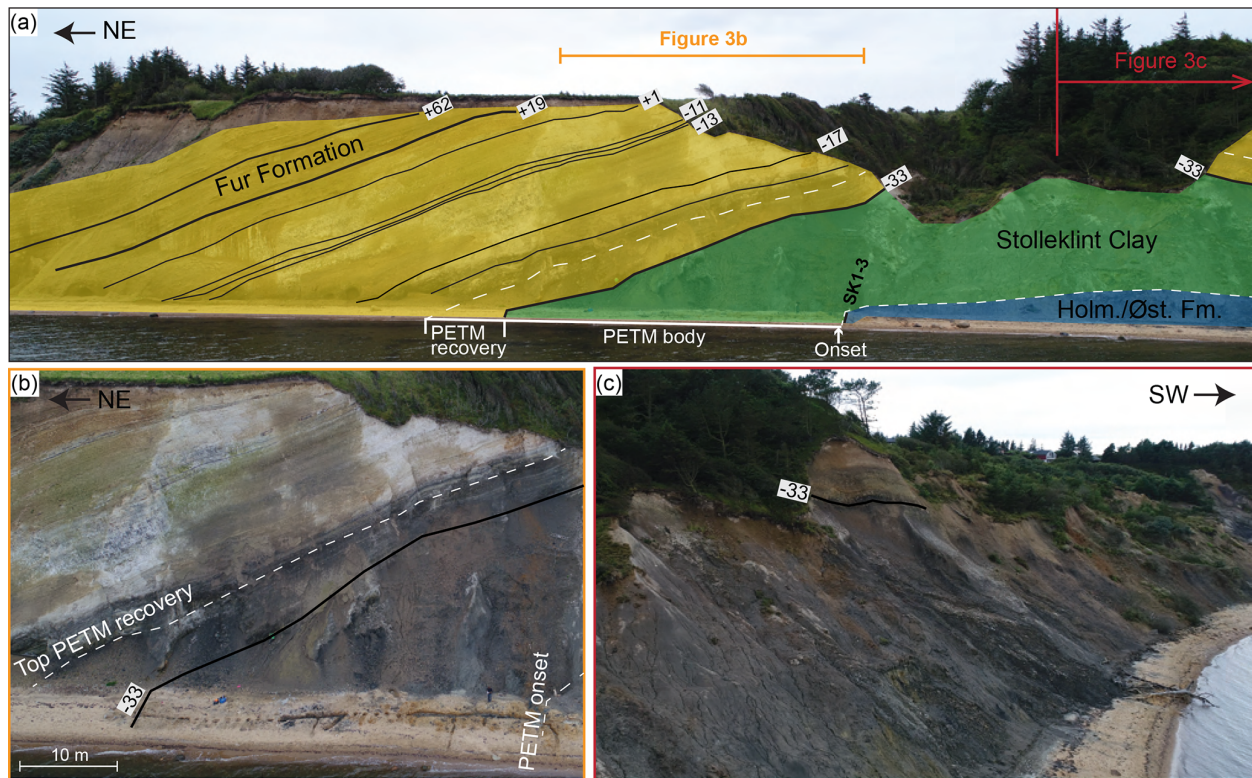 (a)
NE
Figure 3b
Figure 3c
+62
+19
+1
-11
-13
-17
-33
-33
Fur Formation
Stolleklint Clay
SK1-3
Holm./Øst. Fm.
PETM
recovery
PETM body
Onset
(b)
NE
Top PETM recovery
-33
PETM onset
10 m
(c)
SW
-33